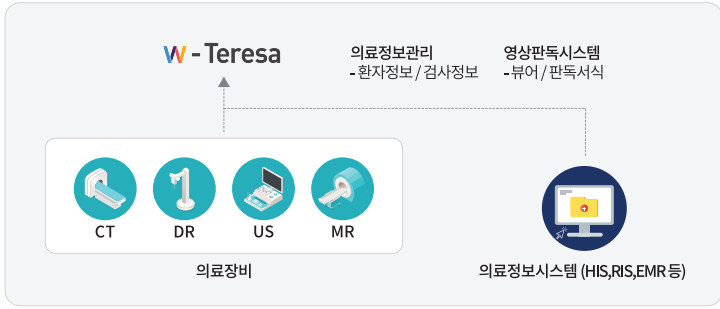 W - Teresa
의료정보관리
- 환자정보 / 검사정보
영상판독시스템
- 뷰어 / 판독서식
CT
DR
US
MR
의료장비
의료정보시스템 (HIS,RIS,EMR 등)